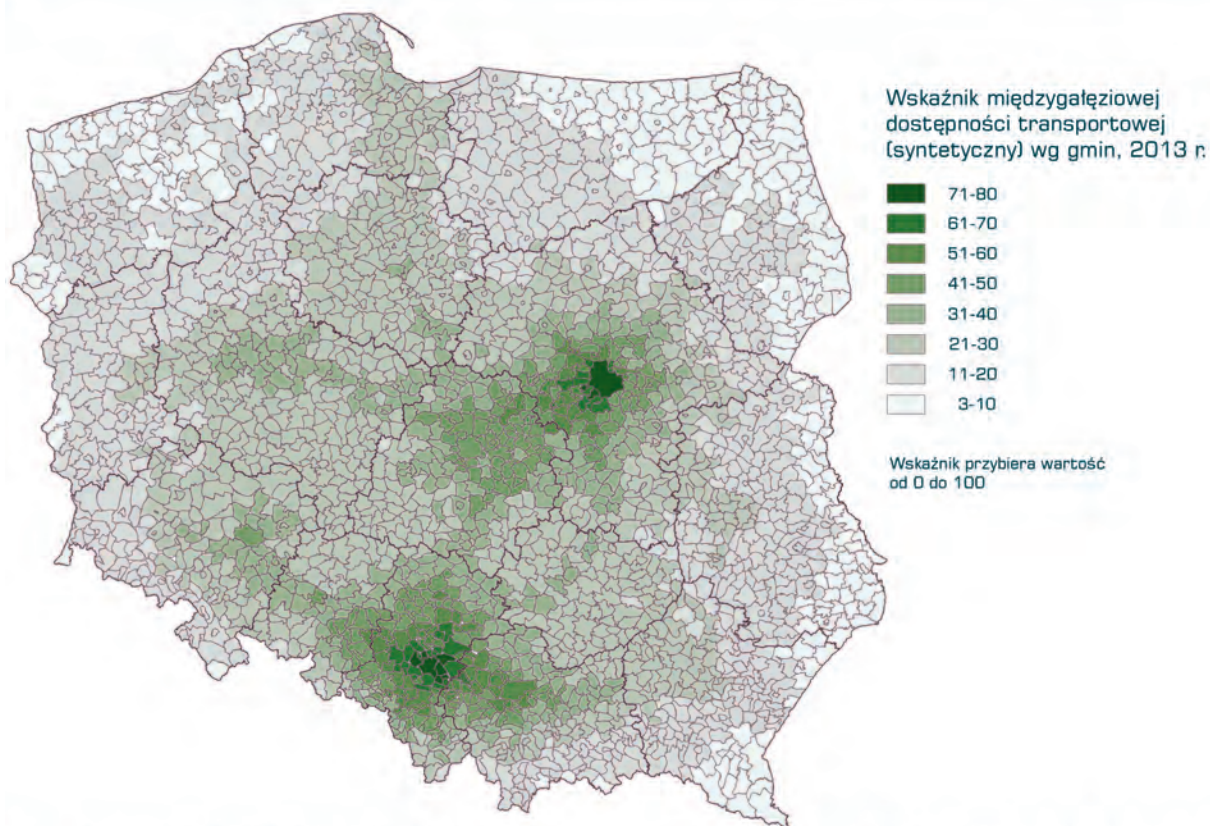 Wskaźnik międzygałęziowej
dostępności transportowej
(syntetyczny) wg gmin, 2013 r.
71-80
61-70
51-60
41-50
31-40
21-30
11-20
3-10
Wskaźnik przybiera wartość
od 0 do 100